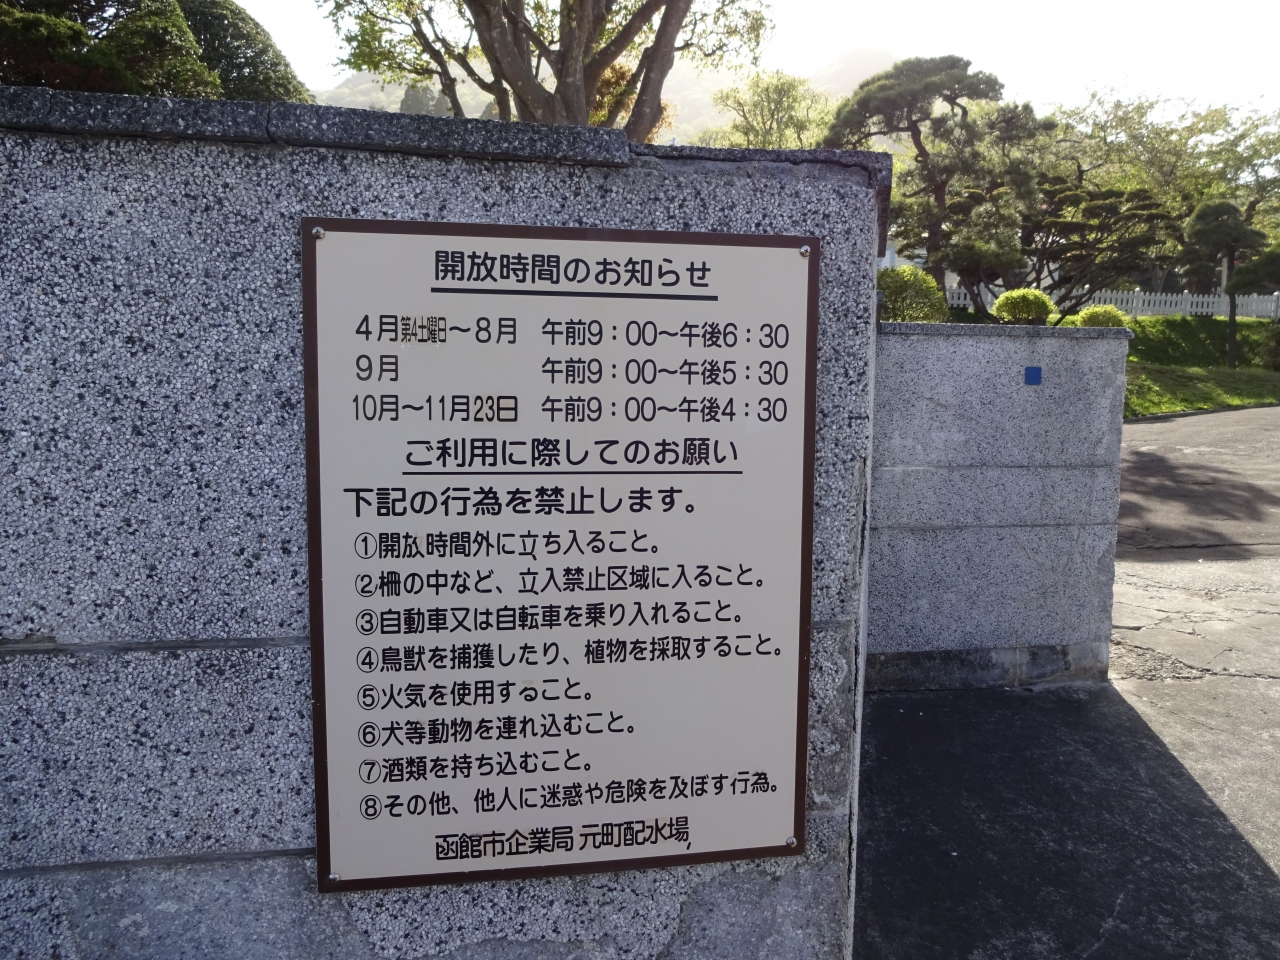 開放時間のお知らせ
4月第4土曜日～8月 午前9：00～午後6：30
9月 午前9：00～午後5：30
10月～11月23日 午前9：00～午後4：30
ご利用に際してのお願い
下記の行為を禁止します。
①開放時間外に立ち入ること。
②柵の中など、立入禁止区域に入ること。
③自動車又は自転車を乗り入れること。
④鳥獣を捕獲したり、植物を採取すること。
⑤火気を使用すること。
⑥犬等動物を連れ込むこと。
⑦酒類を持ち込むこと。
⑧その他、他人に迷惑や危険を及ぼす行為。
函館市企業局 元町配水場